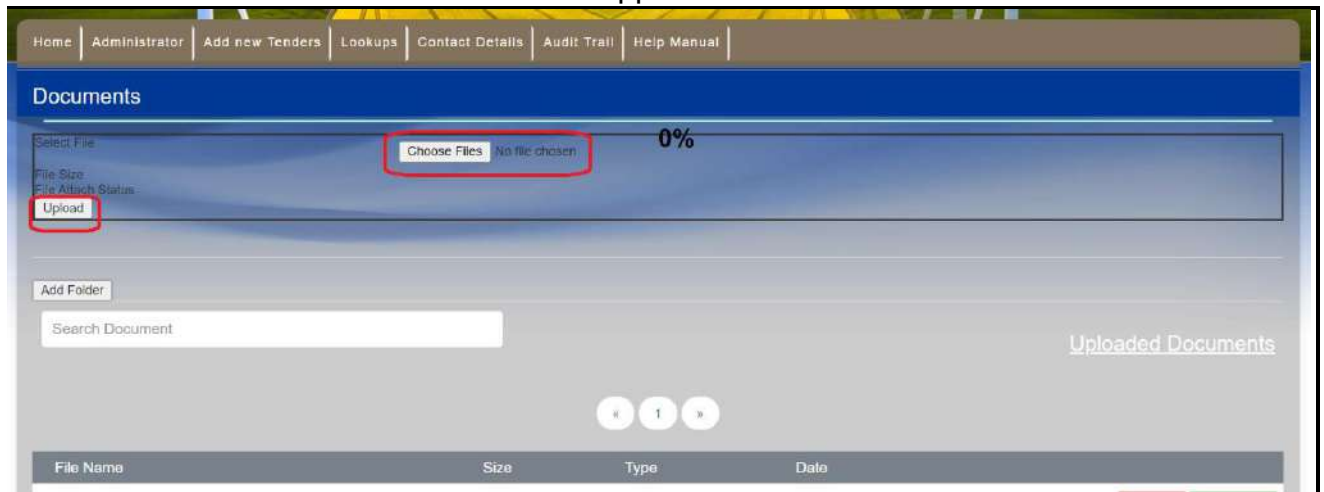 Home Administrator Add new Tenders Lookups Contact Details Audit Trail Help Manual
Documents
Select File Choose Files No file chosen 0%
File Size
File Attach Status
Upload
Add Folder
Search Document
Uploaded Documents
« 1 »
File Name Size Type Date